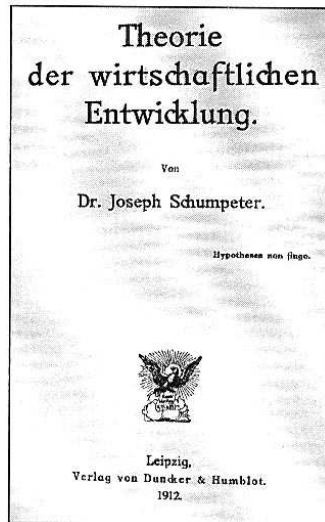 Theorie
der wirtschaftlichen
Entwicklung.
Von
Dr. Joseph Schumpeter.
Hypotheses non fingo.
Leipzig,
Verlag von Duncker & Humblot.
1912.